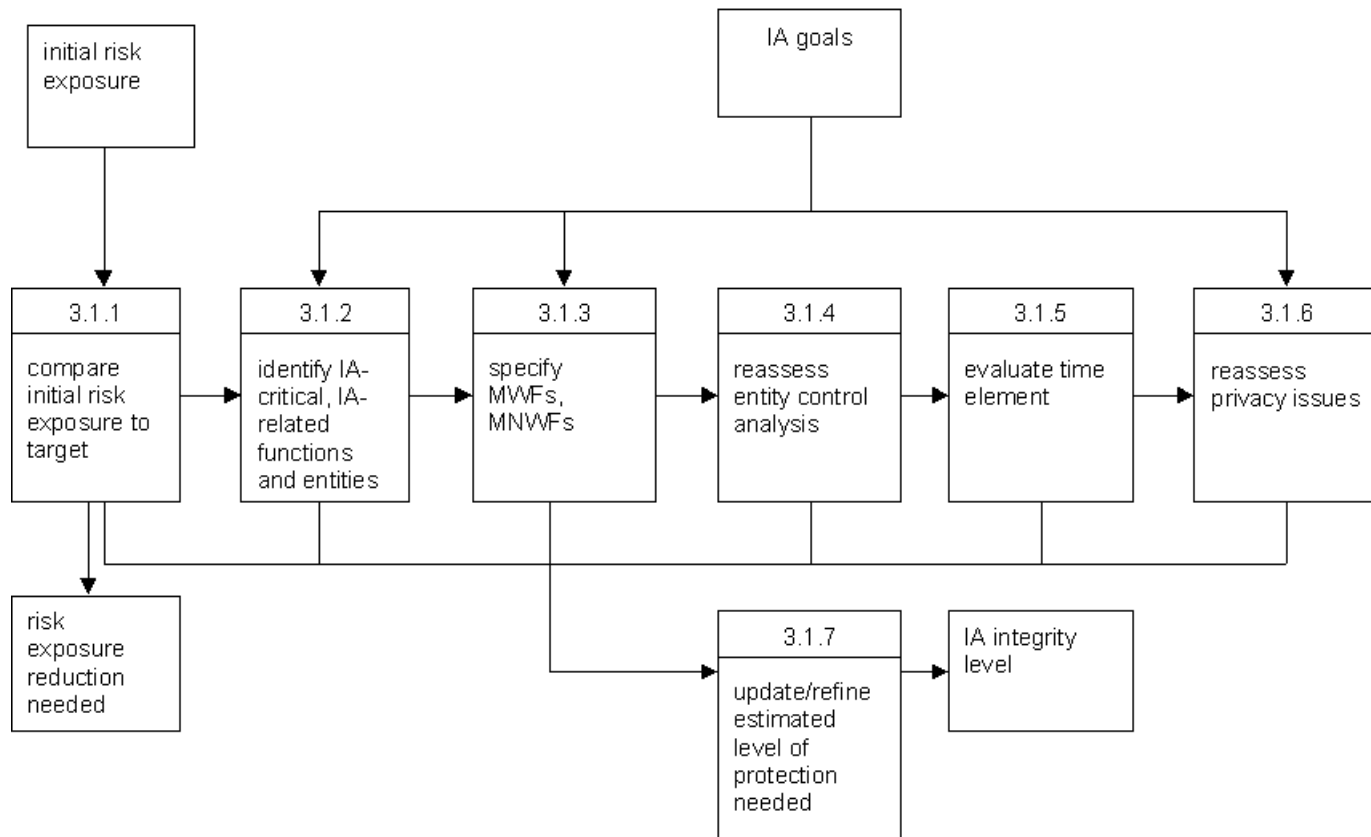 initial risk
exposure
IA goals
3.1.1
compare
initial risk
exposure to
target
3.1.2
identify IA-
critical, IA-
related
functions
and entities
3.1.3
specify
MWFs,
MNWFs
3.1.4
reassess
entity control
analysis
3.1.5
evaluate time
element
3.1.6
reassess
privacy issues
risk
exposure
reduction
needed
3.1.7
update/refine
estimated
level of
protection
needed
IA integrity
level